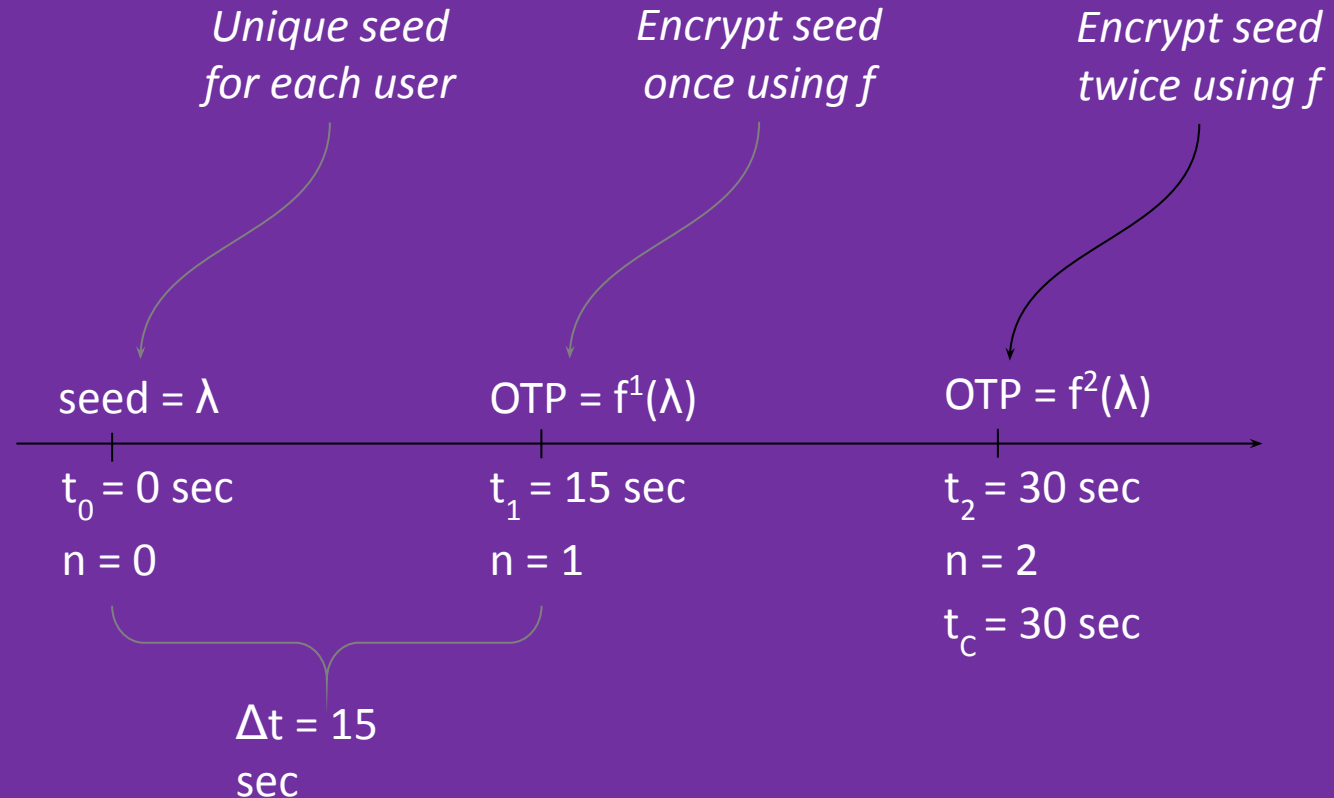 Unique seed
for each user
Encrypt seed
once using f
Encrypt seed
twice using f
seed = λ
OTP = f¹(λ)
OTP = f²(λ)
t₀ = 0 sec
t₁ = 15 sec
t₂ = 30 sec
n = 0
n = 1
n = 2
t_C = 30 sec
Δt = 15
sec